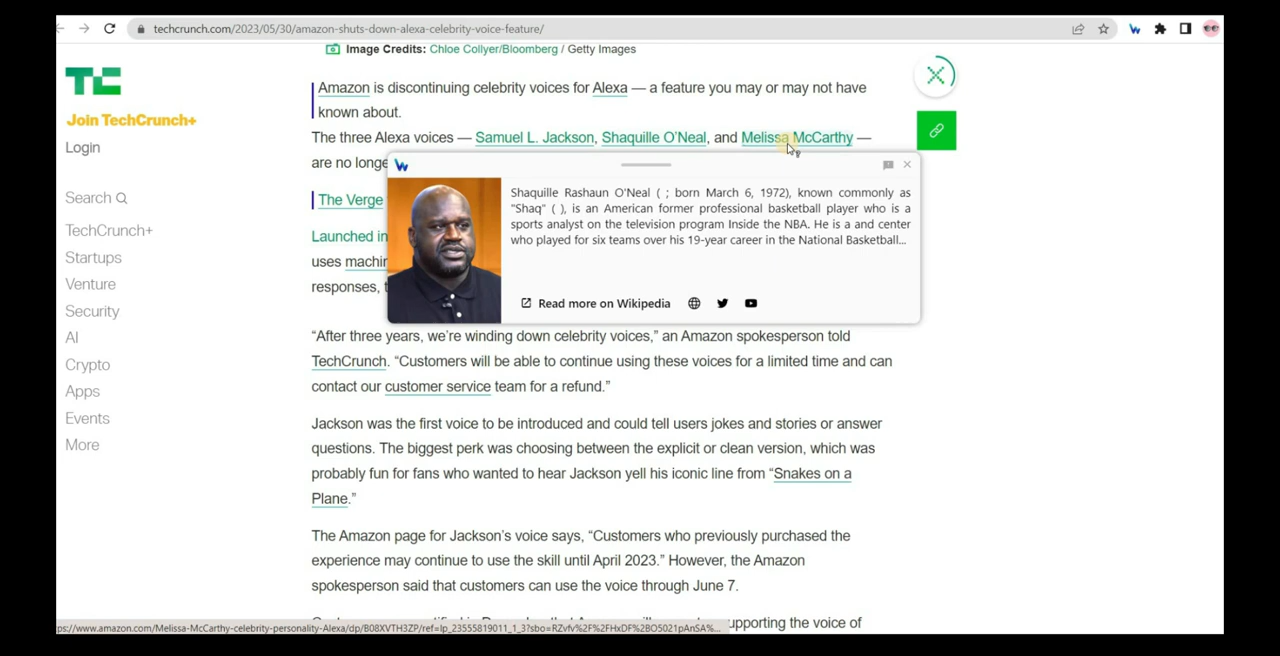 techcrunch.com/2023/05/30/amazon-shuts-down-alexa-celebrity-voice-feature/
Image Credits: Chloe Collyer/Bloomberg / Getty Images
TC
Join TechCrunch+
Login
Search
TechCrunch+
Startups
Venture
Security
AI
Crypto
Apps
Events
More
Amazon is discontinuing celebrity voices for Alexa — a feature you may or may not have
known about.
The three Alexa voices — Samuel L. Jackson, Shaquille O’Neal, and Melissa McCarthy —
are no longe
The Verge
Launched in
uses machin
responses,
Shaquille Rashaun O'Neal ( ; born March 6, 1972), known commonly as
"Shaq" ( ), is an American former professional basketball player who is a
sports analyst on the television program Inside the NBA. He is a and center
who played for six teams over his 19-year career in the National Basketball...
Read more on Wikipedia
“After three years, we’re winding down celebrity voices,” an Amazon spokesperson told
TechCrunch. “Customers will be able to continue using these voices for a limited time and can
contact our customer service team for a refund.”
Jackson was the first voice to be introduced and could tell users jokes and stories or answer
questions. The biggest perk was choosing between the explicit or clean version, which was
probably fun for fans who wanted to hear Jackson yell his iconic line from “Snakes on a
Plane.”
The Amazon page for Jackson’s voice says, “Customers who previously purchased the
experience may continue to use the skill until April 2023.” However, the Amazon
spokesperson said that customers can use the voice through June 7.
supporting the voice of